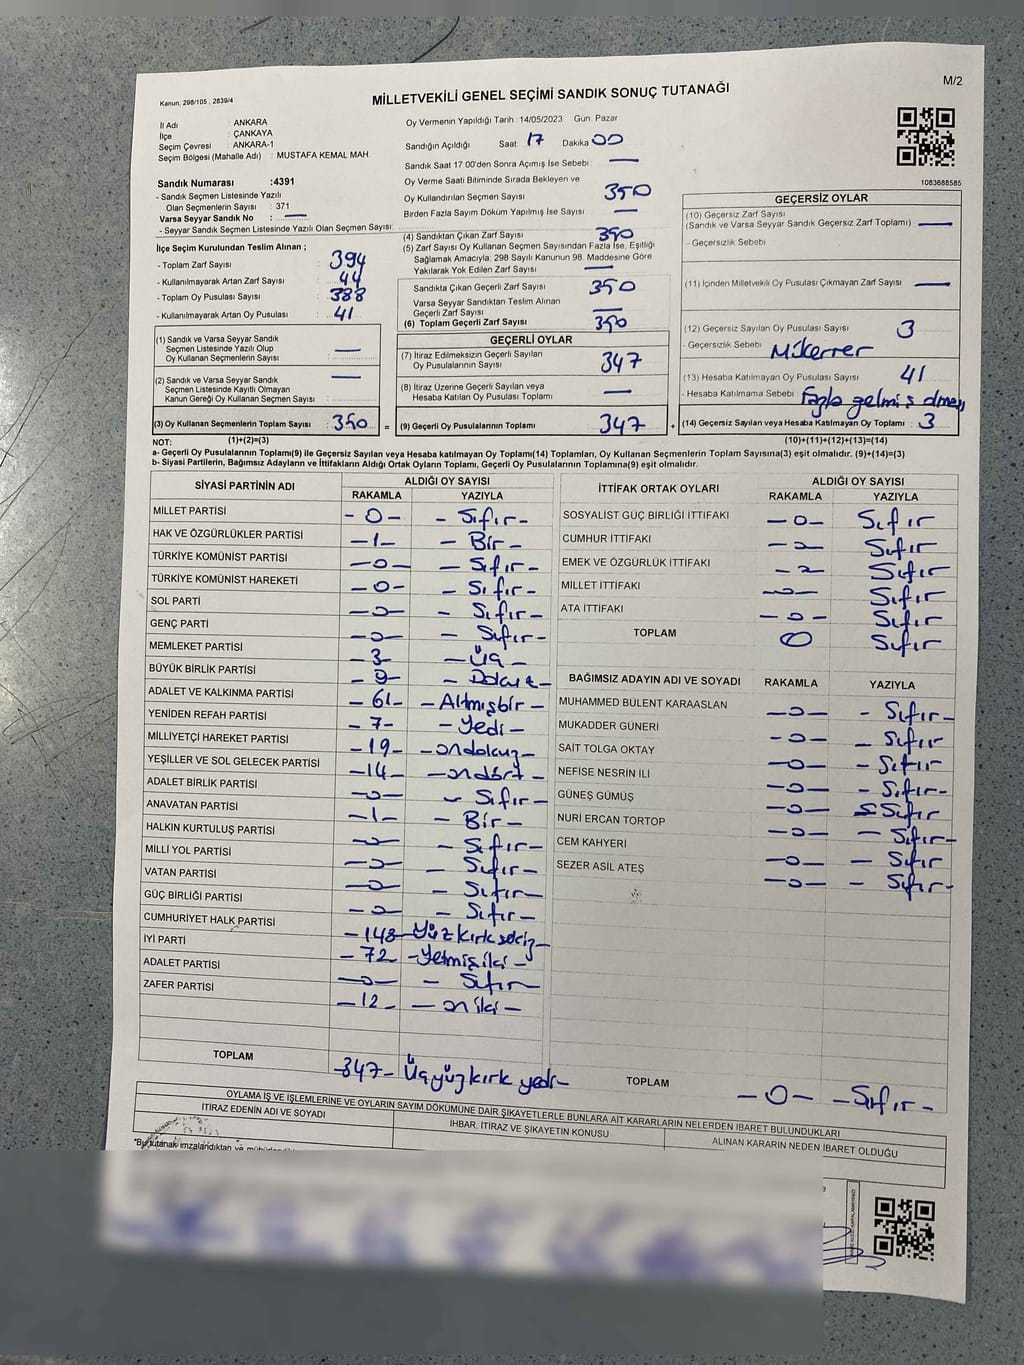 M/2
Kanun: 298/105 , 2839/4
MİLLETVEKİLİ GENEL SEÇİMİ SANDIK SONUÇ TUTANAĞI
İl Adı : ANKARA
İlçe : ÇANKAYA
Seçim Çevresi : ANKARA-1
Seçim Bölgesi (Mahalle Adı) : MUSTAFA KEMAL MAH.
Oy Vermenin Yapıldığı Tarih :14/05/2023 Gün: Pazar
Sandığın Açıldığı Saat: 17 Dakika 00
Sandık Saat 17:00'den Sonra Açımış İse Sebebi: —
Oy Verme Saati Bitiminde Sırada Bekleyen ve
Oy Kullandırılan Seçmen Sayısı 350
Birden Fazla Sayım Döküm Yapılmış İse Sayısı —
1083688585
Sandık Numarası :4391
- Sandık Seçmen Listesinde Yazılı
Olan Seçmenlerin Sayısı : 371
Varsa Seyyar Sandık No : —
- Seyyar Sandık Seçmen Listesinde Yazılı Olan Seçmen Sayısı:
İlçe Seçim Kurulundan Teslim Alınan ;
- Toplam Zarf Sayısı : 394
- Kullanılmayarak Artan Zarf Sayısı : 44
- Toplam Oy Pusulası Sayısı : 388
- Kullanılmayarak Artan Oy Pusulası : 41
(4) Sandıktan Çıkan Zarf Sayısı 350
(5) Zarf Sayısı Oy Kullanan Seçmen Sayısından Fazla İse, Eşitliği
Sağlamak Amacıyla; 298 Sayılı Kanunun 98. Maddesine Göre
Yakılarak Yok Edilen Zarf Sayısı —
Sandıkta Çıkan Geçerli Zarf Sayısı 350
Varsa Seyyar Sandıktan Teslim Alınan
Geçerli Zarf Sayısı —
(6) Toplam Geçerli Zarf Sayısı 350
GEÇERSİZ OYLAR
(10) Geçersiz Zarf Sayısı
(Sandık ve Varsa Seyyar Sandık Geçersiz Zarf Toplamı) —
- Geçersizlik Sebebi
(11) İçinden Milletvekili Oy Pusulası Çıkmayan Zarf Sayısı —
(12) Geçersiz Sayılan Oy Pusulası Sayısı 3
- Geçersizlik Sebebi: Mükerrer
(13) Hesaba Katılmayan Oy Pusulası Sayısı 41
- Hesaba Katılmama Sebebi Fazla gelmiş olması
(1) Sandık ve Varsa Seyyar Sandık
Seçmen Listesinde Yazılı Olup
Oy Kullanan Seçmenlerin Sayısı : —
(2) Sandık ve Varsa Seyyar Sandık
Seçmen Listesinde Kayıtlı Olmayan
Kanun Gereği Oy Kullanan Seçmen Sayısı : —
GEÇERLİ OYLAR
(7) İtiraz Edilmeksizin Geçerli Sayılan
Oy Pusulalarının Sayısı 347
(8) İtiraz Üzerine Geçerli Sayılan veya
Hesaba Katılan Oy Pusulası Toplamı —
(3) Oy Kullanan Seçmenlerin Toplam Sayısı : 350 = (9) Geçerli Oy Pusulalarının Toplamı 347 + (14) Geçersiz Sayılan veya Hesaba Katılmayan Oy Toplamı : 3
NOT: (1)+(2)=(3) (10)+(11)+(12)+(13)=(14)
a- Geçerli Oy Pusulalarının Toplamı(9) ile Geçersiz Sayılan veya Hesaba katılmayan Oy Toplamı(14) Toplamları, Oy Kullanan Seçmenlerin Toplam Sayısına(3) eşit olmalıdır. (9)+(14)=(3)
b- Siyasi Partilerin, Bağımsız Adayların ve İttifakların Aldığı Ortak Oyların Toplamı, Geçerli Oy Pusulalarının Toplamına(9) eşit olmalıdır.
SİYASİ PARTİNİN ADI ALDIĞI OY SAYISI
RAKAMLA YAZIYLA
MİLLET PARTİSİ -0- - Sıfır -
HAK VE ÖZGÜRLÜKLER PARTİSİ -1- - Bir -
TÜRKİYE KOMÜNİST PARTİSİ -0- - Sıfır -
TÜRKİYE KOMÜNİST HAREKETİ -0- - Sıfır -
SOL PARTİ -0- - Sıfır -
GENÇ PARTİ -0- - Sıfır -
MEMLEKET PARTİSİ -3- - Üç -
BÜYÜK BİRLİK PARTİSİ -9- - Dokuz -
ADALET VE KALKINMA PARTİSİ -61- - Altmışbir -
YENİDEN REFAH PARTİSİ -7- - Yedi -
MİLLİYETÇİ HAREKET PARTİSİ -19- - ondokuz -
YEŞİLLER VE SOL GELECEK PARTİSİ -14- - ondört -
ADALET BİRLİK PARTİSİ -0- - Sıfır -
ANAVATAN PARTİSİ -1- - Bir -
HALKIN KURTULUŞ PARTİSİ -0- - Sıfır -
MİLLİ YOL PARTİSİ -0- - Sıfır -
VATAN PARTİSİ -0- - Sıfır -
GÜÇ BİRLİĞİ PARTİSİ -0- - Sıfır -
CUMHURİYET HALK PARTİSİ -148- Yüz kırk sekiz -
İYİ PARTİ -72- - Yetmiş iki -
ADALET PARTİSİ -0- - Sıfır -
ZAFER PARTİSİ -12- - on iki -
TOPLAM -347- Üçyüz kırk yedi -
İTTİFAK ORTAK OYLARI ALDIĞI OY SAYISI
RAKAMLA YAZIYLA
SOSYALİST GÜÇ BİRLİĞİ İTTİFAKI -0- Sıfır
CUMHUR İTTİFAKI -0- Sıfır
EMEK VE ÖZGÜRLÜK İTTİFAKI -0- Sıfır
MİLLET İTTİFAKI -0- Sıfır
ATA İTTİFAKI -0- Sıfır
TOPLAM 0 Sıfır
BAĞIMSIZ ADAYIN ADI VE SOYADI RAKAMLA YAZIYLA
MUHAMMED BÜLENT KARAASLAN -0- - Sıfır -
MUKADDER GÜNERİ -0- - Sıfır
SAİT TOLGA OKTAY -0- - Sıfır
NEFİSE NESRİN İLİ -0- - Sıfır -
GÜNEŞ GÜMÜŞ -0- Sıfır
NURİ ERCAN TORTOP -0- - Sıfır -
CEM KAHYERİ -0- - Sıfır
SEZER ASİL ATEŞ -0- - Sıfır -
TOPLAM -0- - Sıfır -
OYLAMA İŞ VE İŞLEMLERİNE VE OYLARIN SAYIM DÖKÜMÜNE DAİR ŞİKAYETLERLE BUNLARA AİT KARARLARIN NELERDEN İBARET BULUNDUKLARI
İTİRAZ EDENİN ADI VE SOYADI İHBAR, İTİRAZ VE ŞİKAYETİN KONUSU ALINAN KARARIN NEDEN İBARET OLDUĞU
*Bu tutanak imzalandıktan ve